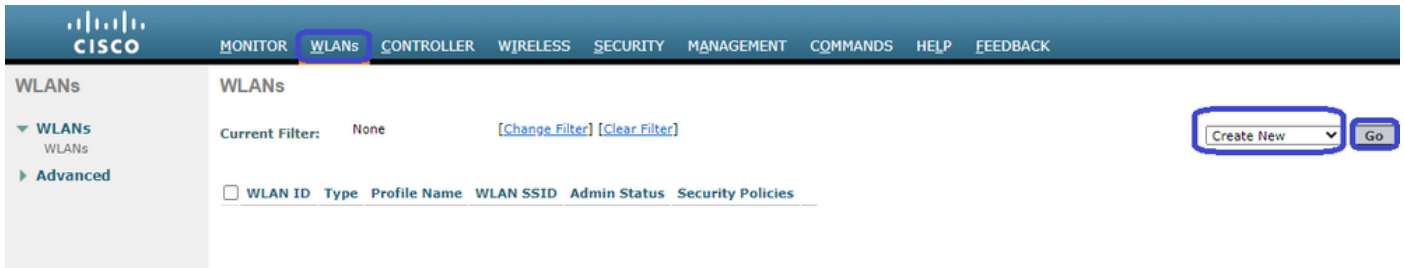 CISCO
MONITOR WLANs CONTROLLER WIRELESS SECURITY MANAGEMENT COMMANDS HELP FEEDBACK
WLANs
WLANs
WLANs
Advanced
WLANs
Current Filter: None [Change Filter] [Clear Filter]
Create New Go
WLAN ID Type Profile Name WLAN SSID Admin Status Security Policies